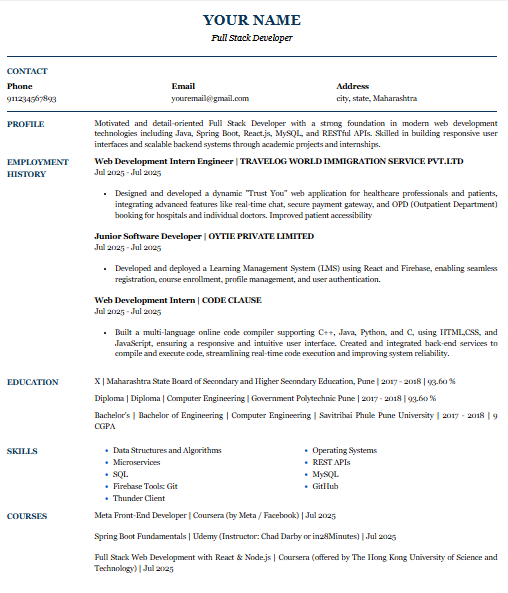 YOUR NAME
Full Stack Developer
CONTACT
Phone Email Address
911234567893 youremail@gmail.com city, state, Maharashtra
PROFILE
Motivated and detail-oriented Full Stack Developer with a strong foundation in modern web development
technologies including Java, Spring Boot, React.js, MySQL, and RESTful APIs. Skilled in building responsive user
interfaces and scalable backend systems through academic projects and internships.
EMPLOYMENT
HISTORY
Web Development Intern Engineer | TRAVELOG WORLD IMMIGRATION SERVICE PVT.LTD
Jul 2025 - Jul 2025
• Designed and developed a dynamic "Trust You" web application for healthcare professionals and patients,
integrating advanced features like real-time chat, secure payment gateway, and OPD (Outpatient Department)
booking for hospitals and individual doctors. Improved patient accessibility
Junior Software Developer | OYTIE PRIVATE LIMITED
Jul 2025 - Jul 2025
• Developed and deployed a Learning Management System (LMS) using React and Firebase, enabling seamless
registration, course enrollment, profile management, and user authentication.
Web Development Intern | CODE CLAUSE
Jul 2025 - Jul 2025
• Built a multi-language online code compiler supporting C++, Java, Python, and C, using HTML,CSS, and
JavaScript, ensuring a responsive and intuitive user interface. Created and integrated back-end services to
compile and execute code, streamlining real-time code execution and improving system reliability.
EDUCATION
X | Maharashtra State Board of Secondary and Higher Secondary Education, Pune | 2017 - 2018 | 93.60 %
Diploma | Diploma | Computer Engineering | Government Polytechnic Pune | 2017 - 2018 | 93.60 %
Bachelor's | Bachelor of Engineering | Computer Engineering | Savitribai Phule Pune University | 2017 - 2018 | 9
CGPA
SKILLS
• Data Structures and Algorithms
• Microservices
• SQL
• Firebase Tools: Git
• Thunder Client
• Operating Systems
• REST APIs
• MySQL
• GitHub
COURSES
Meta Front-End Developer | Coursera (by Meta / Facebook) | Jul 2025
Spring Boot Fundamentals | Udemy (Instructor: Chad Darby or in28Minutes) | Jul 2025
Full Stack Web Development with React & Node.js | Coursera (offered by The Hong Kong University of Science and
Technology) | Jul 2025